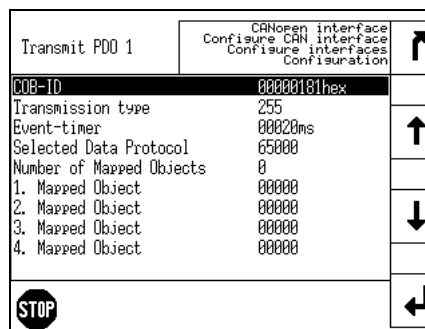 Transmit PDO 1
CANopen interface
Configure CAN interface
Configure interfaces
Configuration
COB-ID 00000181hex
Transmission type 255
Event-timer 00020ms
Selected Data Protocol 65000
Number of Mapped Objects 0
1. Mapped Object 00000
2. Mapped Object 00000
3. Mapped Object 00000
4. Mapped Object 00000
STOP